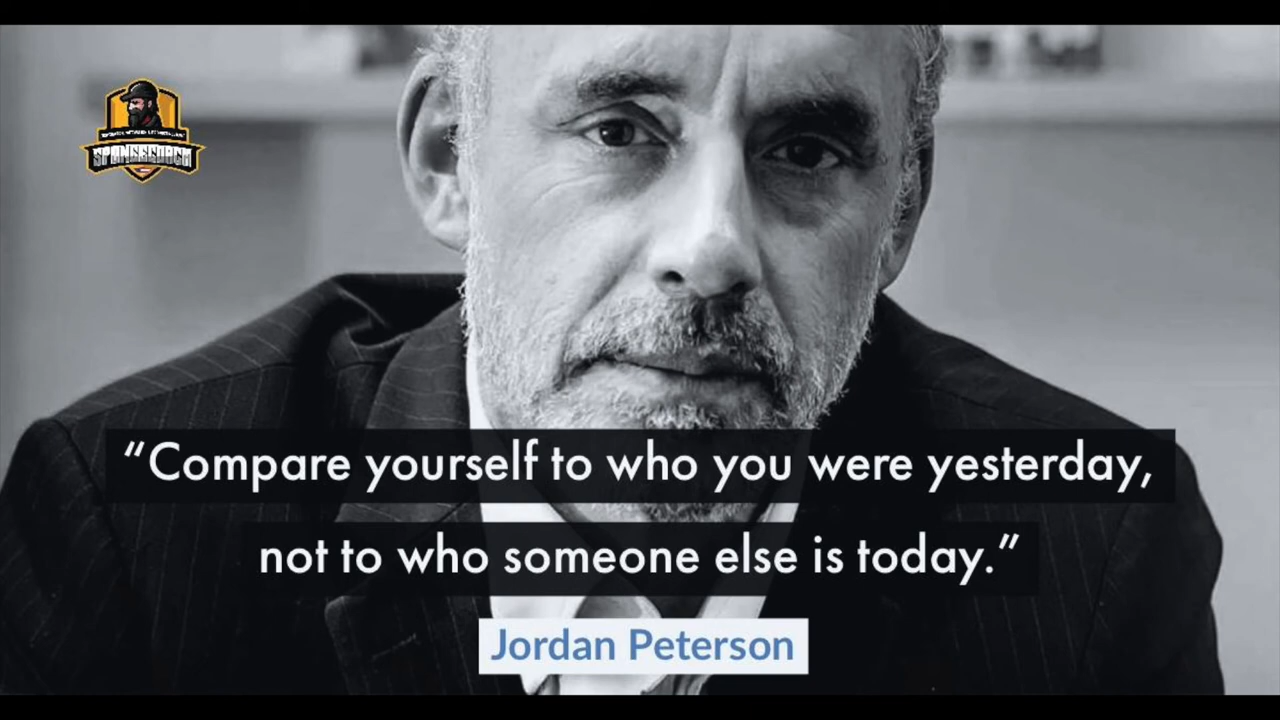 “Compare yourself to who you were yesterday,
not to who someone else is today.”
Jordan Peterson